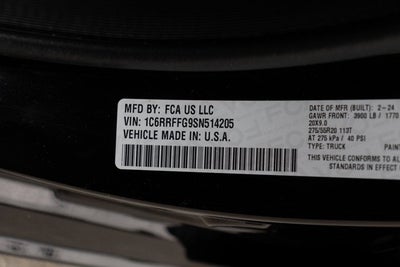 MFD BY: FCA US LLC
VIN: 1C6RRFFG9SN514205
VEHICLE MADE IN: U.S.A.
DATE OF MFR (BUILT): 2-24
GAWR FRONT: 3900 LB / 1770
20X9.0
275/55R20 113T
AT 275 kPa / 40 PSI
THIS VEHICLE CONFORMS TO ALL
STANDARDS IN EFFECT
TYPE: TRUCK PAINT